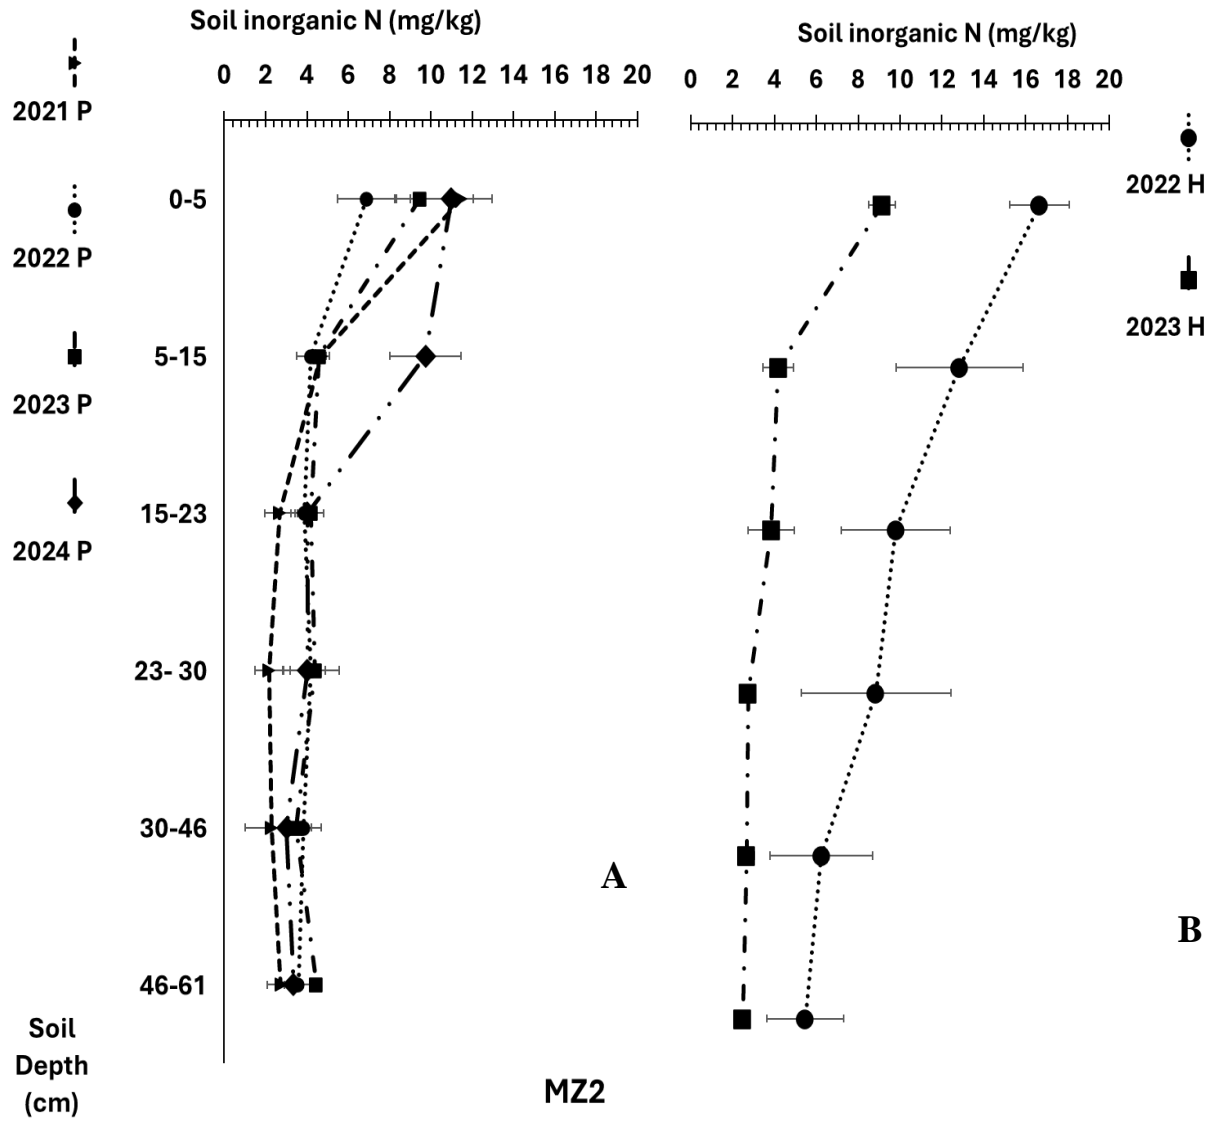 Soil inorganic N (mg/kg)
0 2 4 6 8 10 12 14 16 18 20
2021 P
2022 P
2023 P
2024 P
0-5
5-15
15-23
23- 30
30-46
46-61
Soil
Depth
(cm)
A
Soil inorganic N (mg/kg)
0 2 4 6 8 10 12 14 16 18 20
2022 H
2023 H
B
MZ2